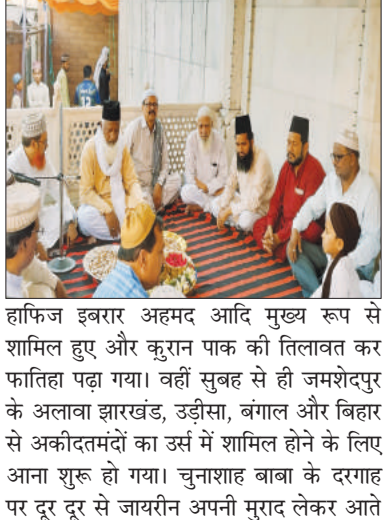 हाफिज इबरार अहमद आदि मुख्य रूप से
शामिल हुए और कुरान पाक की तिलावत कर
फातिहा पढ़ा गया। वहीं सुबह से ही जमशेदपुर
के अलावा झारखंड, उड़ीसा, बंगाल और बिहार
से अकीदतमंदों का उर्स में शामिल होने के लिए
आना शुरू हो गया। चुनाशाह बाबा के दरगाह
पर दूर दूर से जायरीन अपनी मुराद लेकर आते